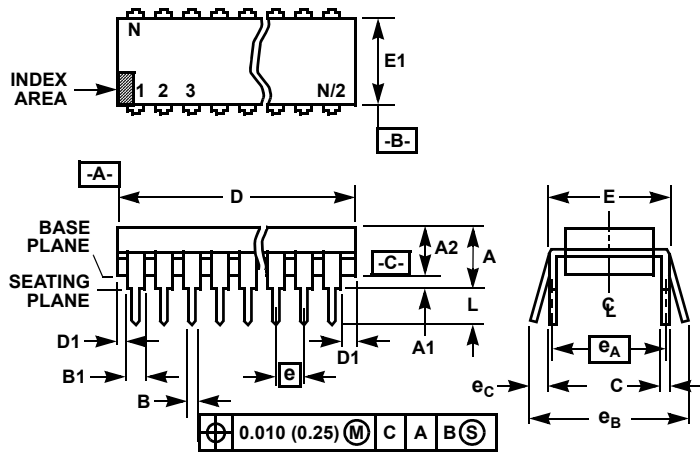 N
E1
INDEX
AREA
1 2 3 N/2
-B-
-A-
D
E
BASE
PLANE
A2
A
-C-
SEATING
PLANE
L
C
L
D1
A1
D1
eA
B1
e
eC
C
B
eB
0.010 (0.25) M C A B S